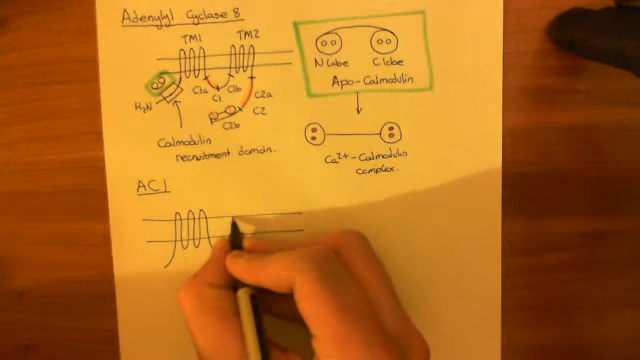 Adenylyl Cyclase 8
TM1
TM2
N Lobe
C lobe
Apo-Calmodulin
C1a
C1b
C1
C2a
C2
C2b
H₂N
Calmodulin
recruitment domain.
Ca²⁺-Calmodulin
complex.
AC1